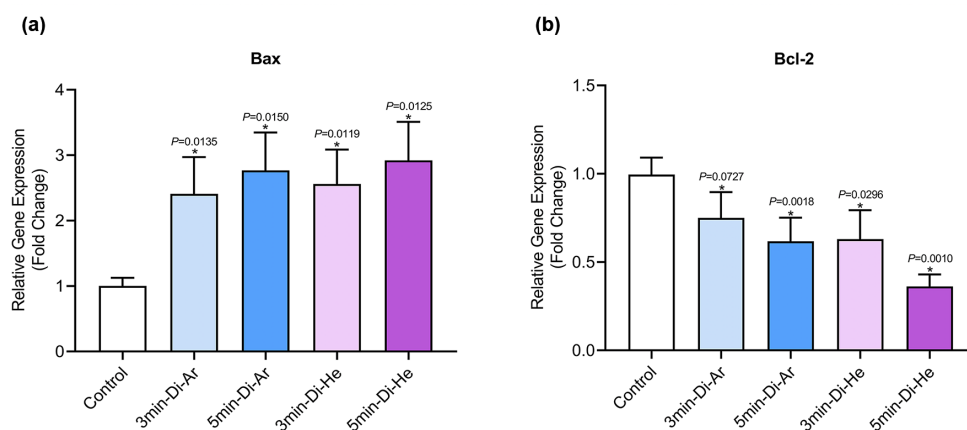 (a)
Bax
Relative Gene Expression
(Fold Change)
4
3
2
1
0
P=0.0135
*
P=0.0150
*
P=0.0119
*
P=0.0125
*
Control
3min-Di-Ar
5min-Di-Ar
3min-Di-He
5min-Di-He
(b)
Bcl-2
Relative Gene Expression
(Fold Change)
1.5
1.0
0.5
0.0
P=0.0727
*
P=0.0018
*
P=0.0296
*
P=0.0010
*
Control
3min-Di-Ar
5min-Di-Ar
3min-Di-He
5min-Di-He